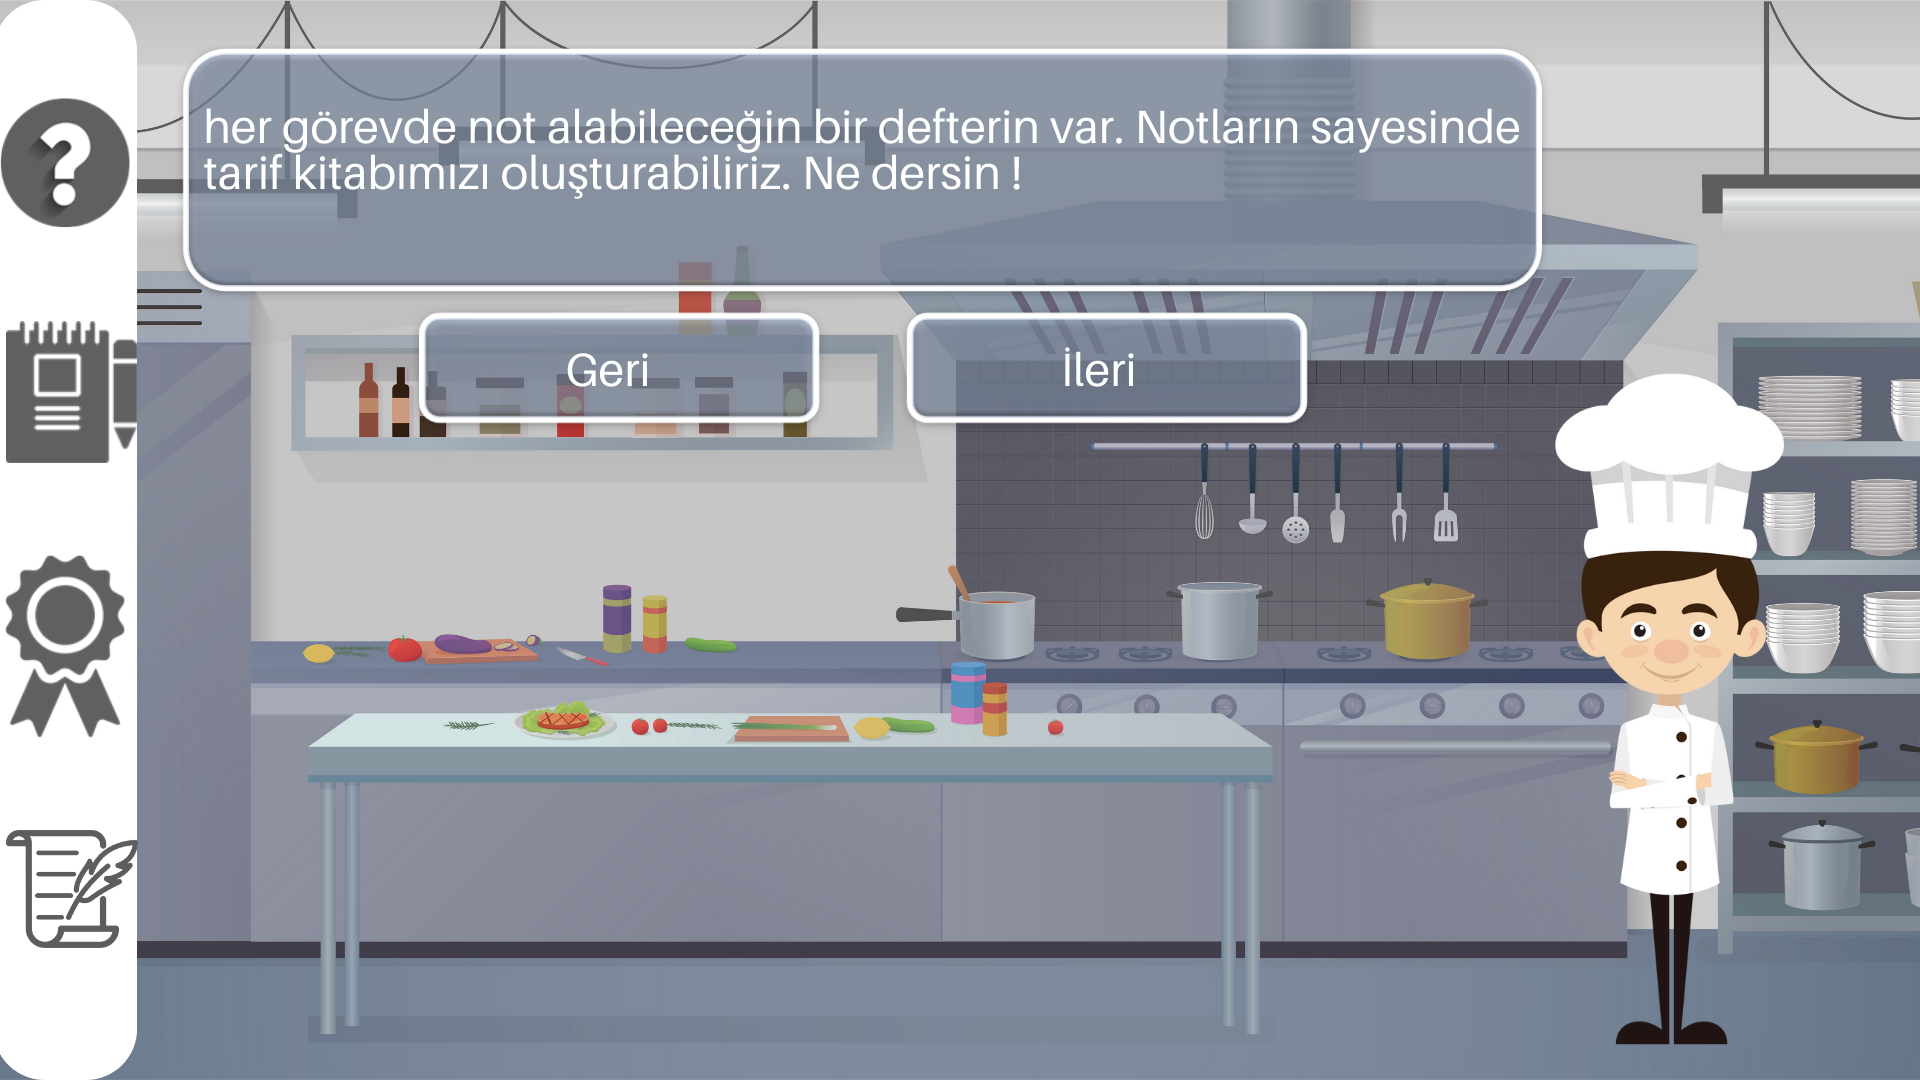 her görevde not alabileceğin bir defterin var. Notların sayesinde
tarif kitabımızı oluşturabiliriz. Ne dersin !
Geri
İleri